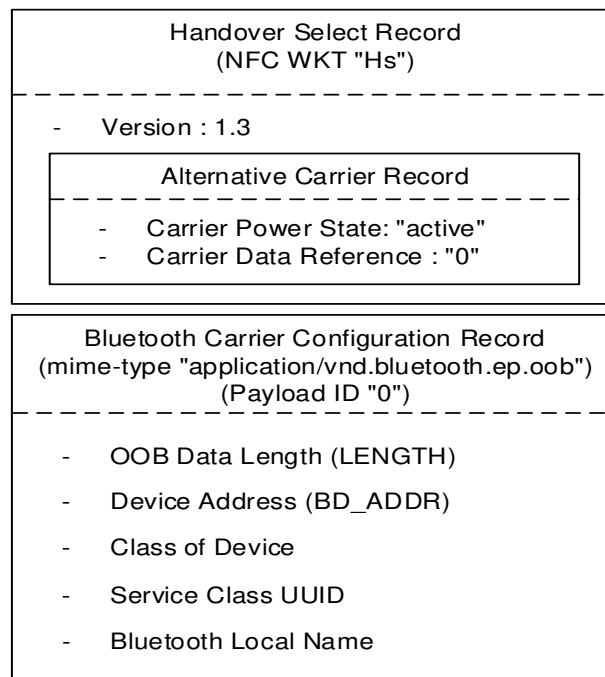 Handover Select Record
(NFC WKT "Hs")
- Version : 1.3
Alternative Carrier Record
- Carrier Power State: "active"
- Carrier Data Reference : "0"
Bluetooth Carrier Configuration Record
(mime-type "application/vnd.bluetooth.ep.oob")
(Payload ID "0")
- OOB Data Length (LENGTH)
- Device Address (BD_ADDR)
- Class of Device
- Service Class UUID
- Bluetooth Local Name